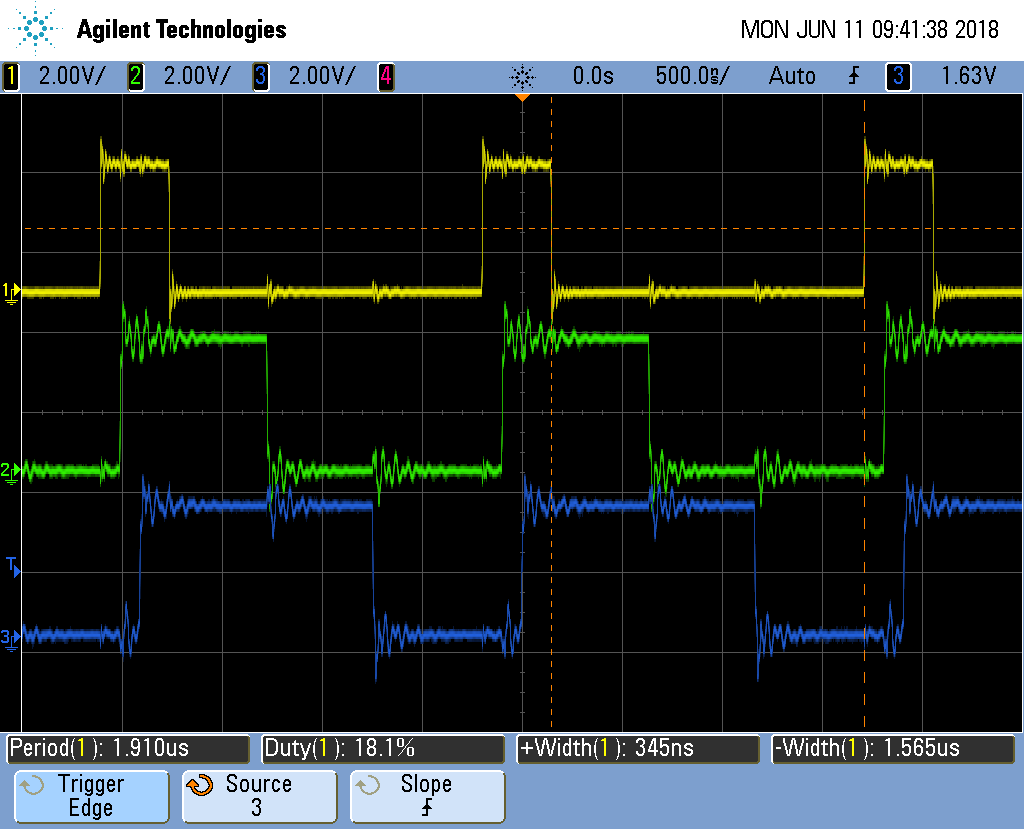 Agilent Technologies MON JUN 11 09:41:38 2018
1 2.00V/ 2 2.00V/ 3 2.00V/ 4 0.0s 500.0ns/ Auto 3 1.63V
1
2
T
3
Period(1): 1.910us Duty(1): 18.1% +Width(1): 345ns -Width(1): 1.565us
Trigger Source Slope
Edge 3